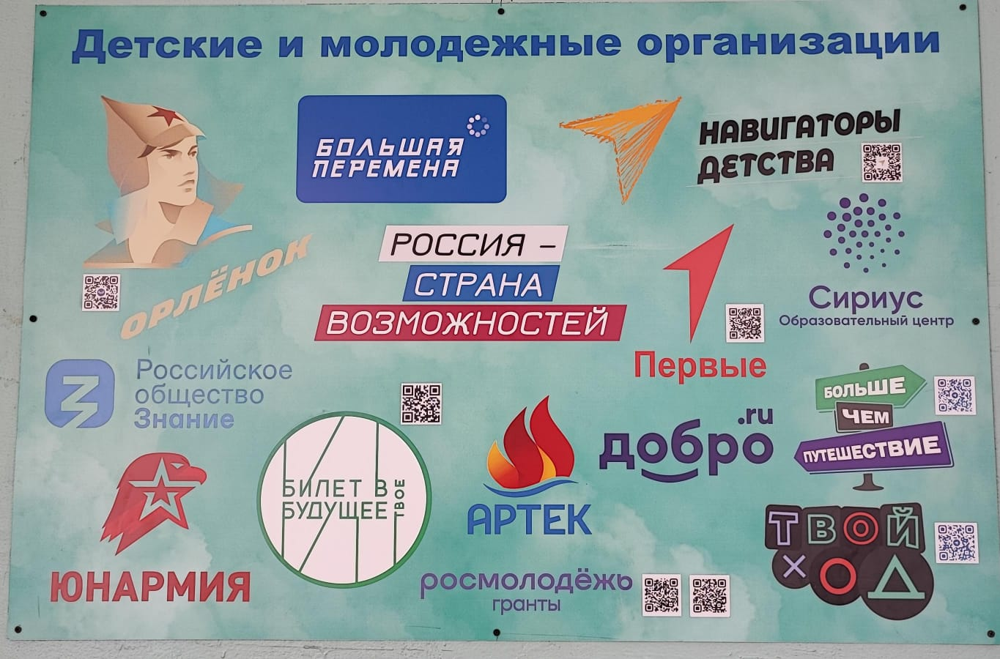 Детские и молодежные организации
БОЛЬШАЯ
ПЕРЕМЕНА
НАВИГАТОРЫ
ДЕТСТВА
ОРЛЁНОК
РОССИЯ –
СТРАНА
ВОЗМОЖНОСТЕЙ
Первые
Сириус
Образовательный центр
Российское
общество
Знание
БИЛЕТ В
БУДУЩЕЕ
ТВОЕ
АРТЕК
добро
.ru
БОЛЬШЕ
ЧЕМ
ПУТЕШЕСТВИЕ
ЮНАРМИЯ
росмолодёжь
гранты
ТВОЙ
ХОД